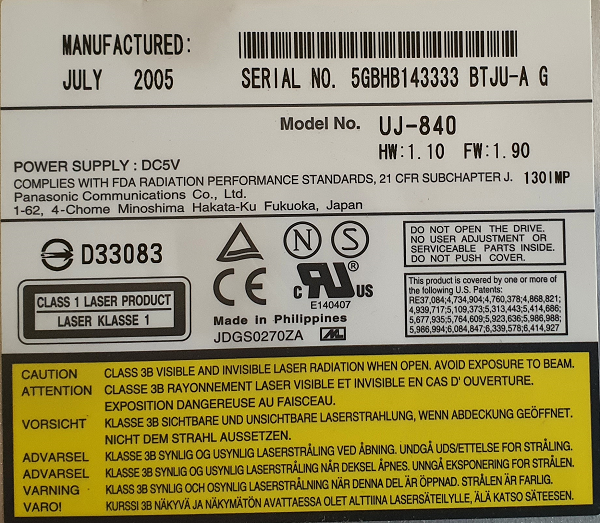 MANUFACTURED:
JULY 2005
SERIAL NO. 5GBHB143333 BTJU-A G
Model No. UJ-840
HW:1.10 FW:1.90
POWER SUPPLY : DC5V
COMPLIES WITH FDA RADIATION PERFORMANCE STANDARDS, 21 CFR SUBCHAPTER J. 130IMP
Panasonic Communications Co., Ltd.
1-62, 4-Chome Minoshima Hakata-Ku Fukuoka, Japan
D33083
CLASS 1 LASER PRODUCT
LASER KLASSE 1
N S
CE
c RU ® US
E140407
Made in Philippines
JDGS0270ZA
DO NOT OPEN THE DRIVE.
NO USER ADJUSTMENT OR
SERVICEABLE PARTS INSIDE.
DO NOT PUSH COVER.
This product is covered by one or more of
the following U.S. Patents:
RE37,084;4,734,904;4,760,378;4,868,821;
4,939,717;5,109,373;5,313,443;5,414,686;
5,677,935;5,764,609;5,923,636;5,986,988;
5,986,994;6,084,847;6,339,578;6,414,927
CAUTION CLASS 3B VISIBLE AND INVISIBLE LASER RADIATION WHEN OPEN. AVOID EXPOSURE TO BEAM.
ATTENTION CLASSE 3B RAYONNEMENT LASER VISIBLE ET INVISIBLE EN CAS D' OUVERTURE.
EXPOSITION DANGEREUSE AU FAISCEAU.
VORSICHT KLASSE 3B SICHTBARE UND UNSICHTBARE LASERSTRAHLUNG, WENN ABDECKUNG GEÖFFNET.
NICHT DEM STRAHL AUSSETZEN.
ADVARSEL KLASSE 3B SYNLIG OG USYNLIG LASERSTRÅLING VED ÅBNING. UNDGÅ UDS/ETTELSE FOR STRÅLING.
ADVARSEL KLASSE 3B SYNLIG OG USYNLIG LASERSTRÅLING NÅR DEKSEL ÅPNES. UNNGÅ EKSPONERING FOR STRÅLEN.
VARNING KLASS 3B SYNLIG OCH OSYNLIG LASERSTRÅLNING NÄR DENNA DEL ÄR ÖPPNAD. STRÅLEN ÄR FARLIG.
VARO! KURSSI 3B NÄKYVÄ JA NÄKYMÄTÖN AVATTAESSA OLET ALTTIINA LASERSÄTEILYLLE, ÄLÄ KATSO SÄTEESEEN.